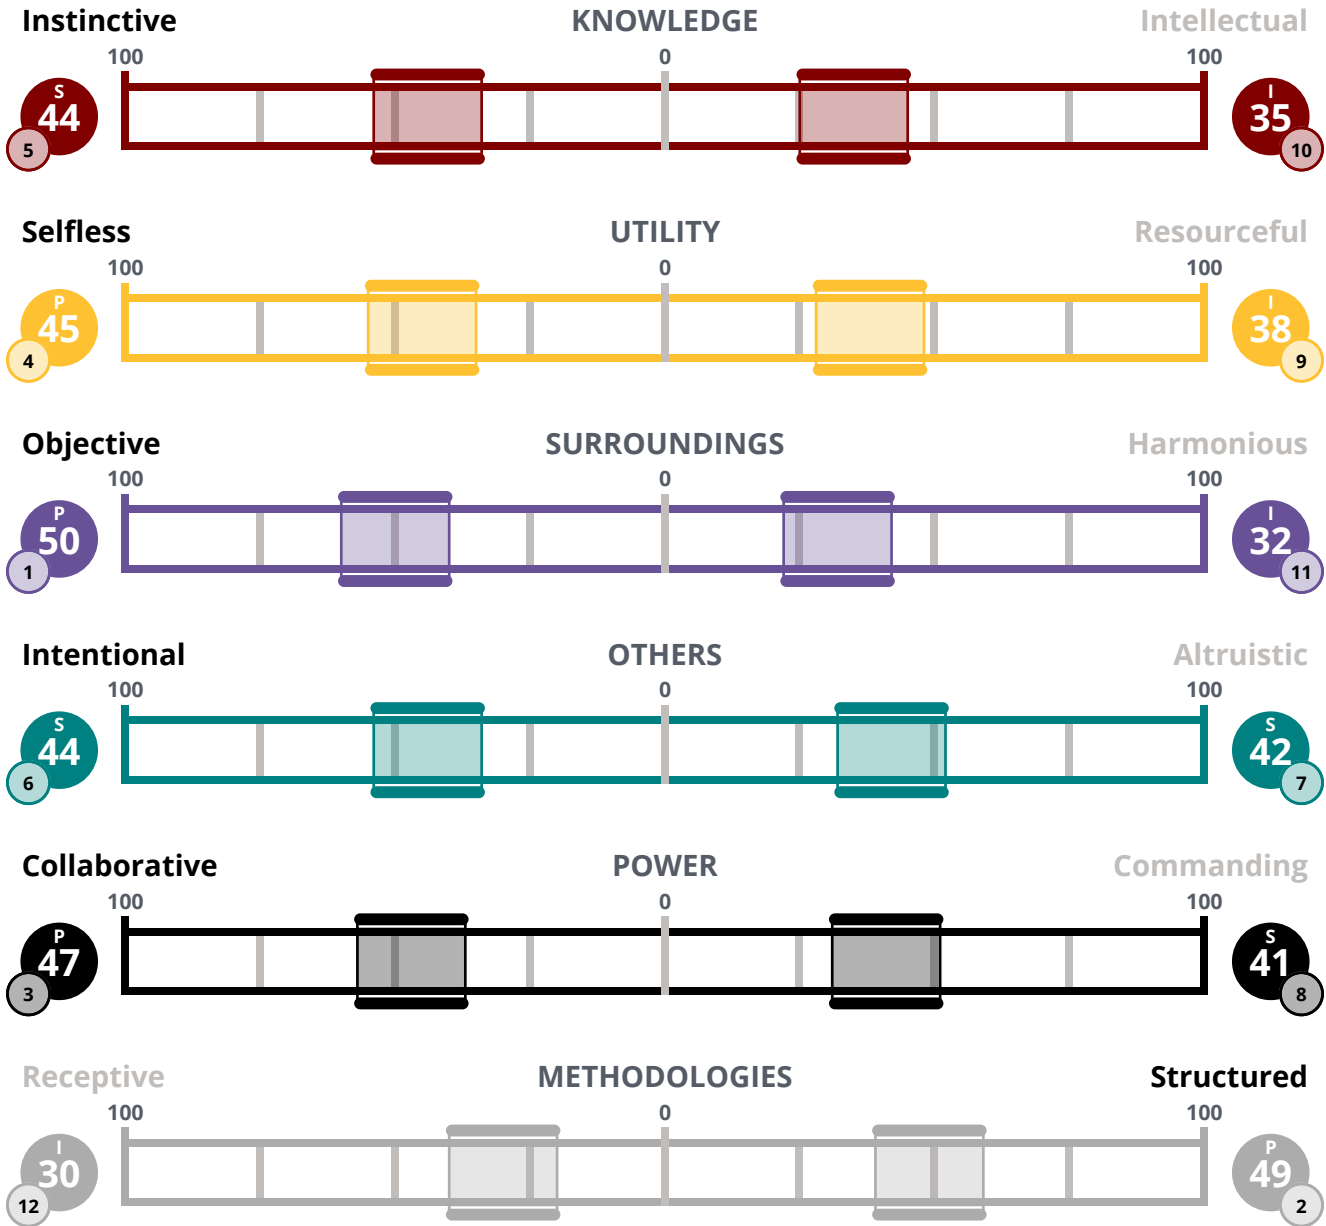 Instinctive KNOWLEDGE Intellectual
100 0 100
S I
44 35
5 10
Selfless UTILITY Resourceful
100 0 100
P I
45 38
4 9
Objective SURROUNDINGS Harmonious
100 0 100
P I
50 32
1 11
Intentional OTHERS Altruistic
100 0 100
S S
44 42
6 7
Collaborative POWER Commanding
100 0 100
P S
47 41
3 8
Receptive METHODOLOGIES Structured
100 0 100
I P
30 49
12 2